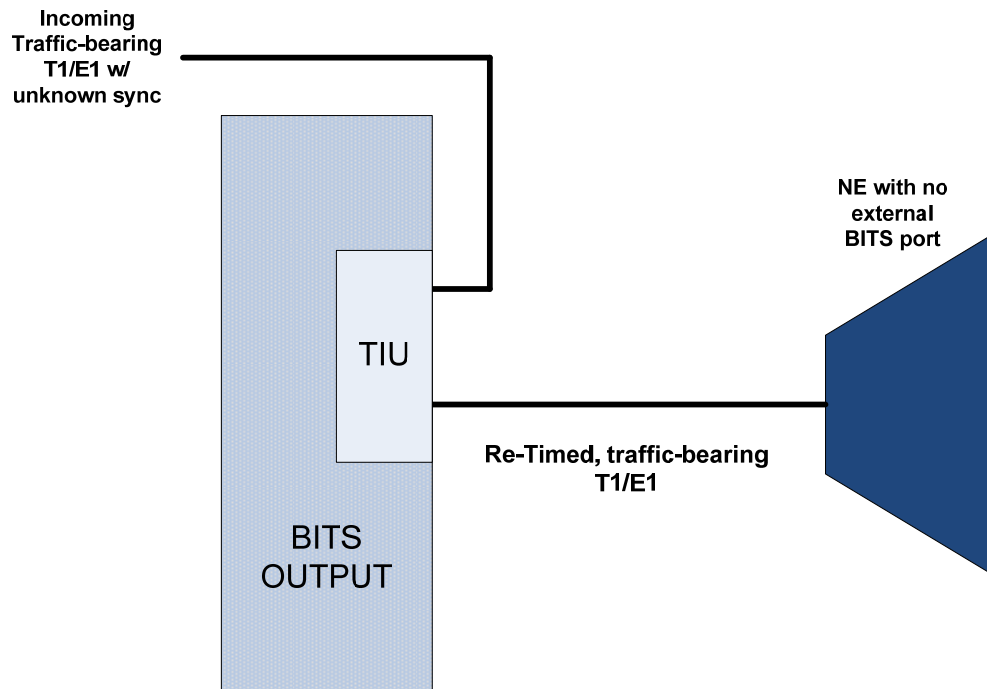 Incoming
Traffic-bearing
T1/E1 w/
unknown sync
NE with no
external
BITS port
TIU
Re-Timed, traffic-bearing
T1/E1
BITS
OUTPUT